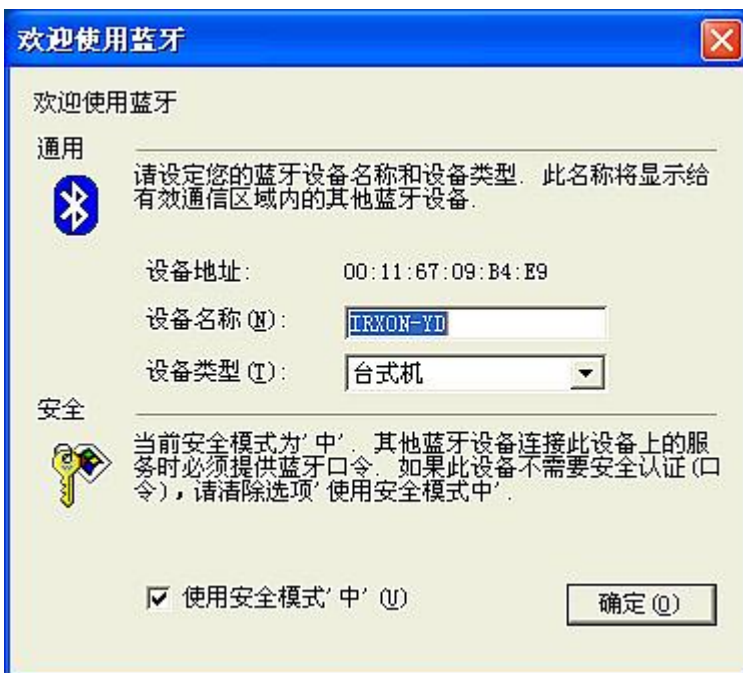 欢迎使用蓝牙
欢迎使用蓝牙
通用
请设定您的蓝牙设备名称和设备类型. 此名称将显示给
有效通信区域内的其他蓝牙设备.
设备地址: 00:11:67:09:B4:E9
设备名称(N): IRXON-YD
设备类型(T): 台式机
安全
当前安全模式为'中'. 其他蓝牙设备连接此设备上的服
务时必须提供蓝牙口令. 如果此设备不需要安全认证(口
令),请清除选项'使用安全模式中'.
使用安全模式'中' (U)
确定(O)